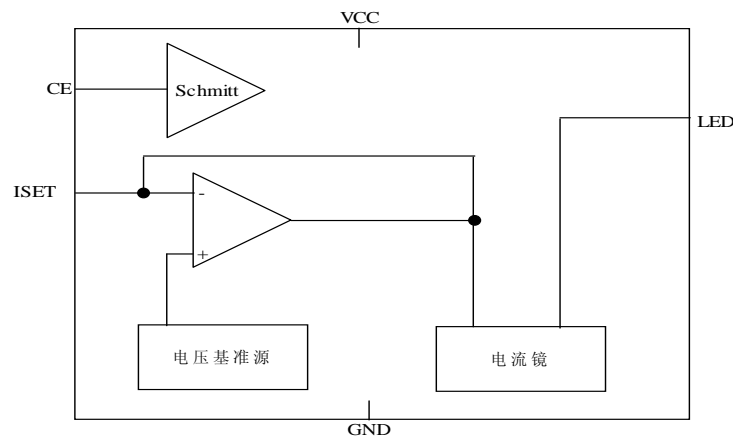 VCC
CE
Schmitt
LED
ISET
-
+
电压基准源
电流镜
GND